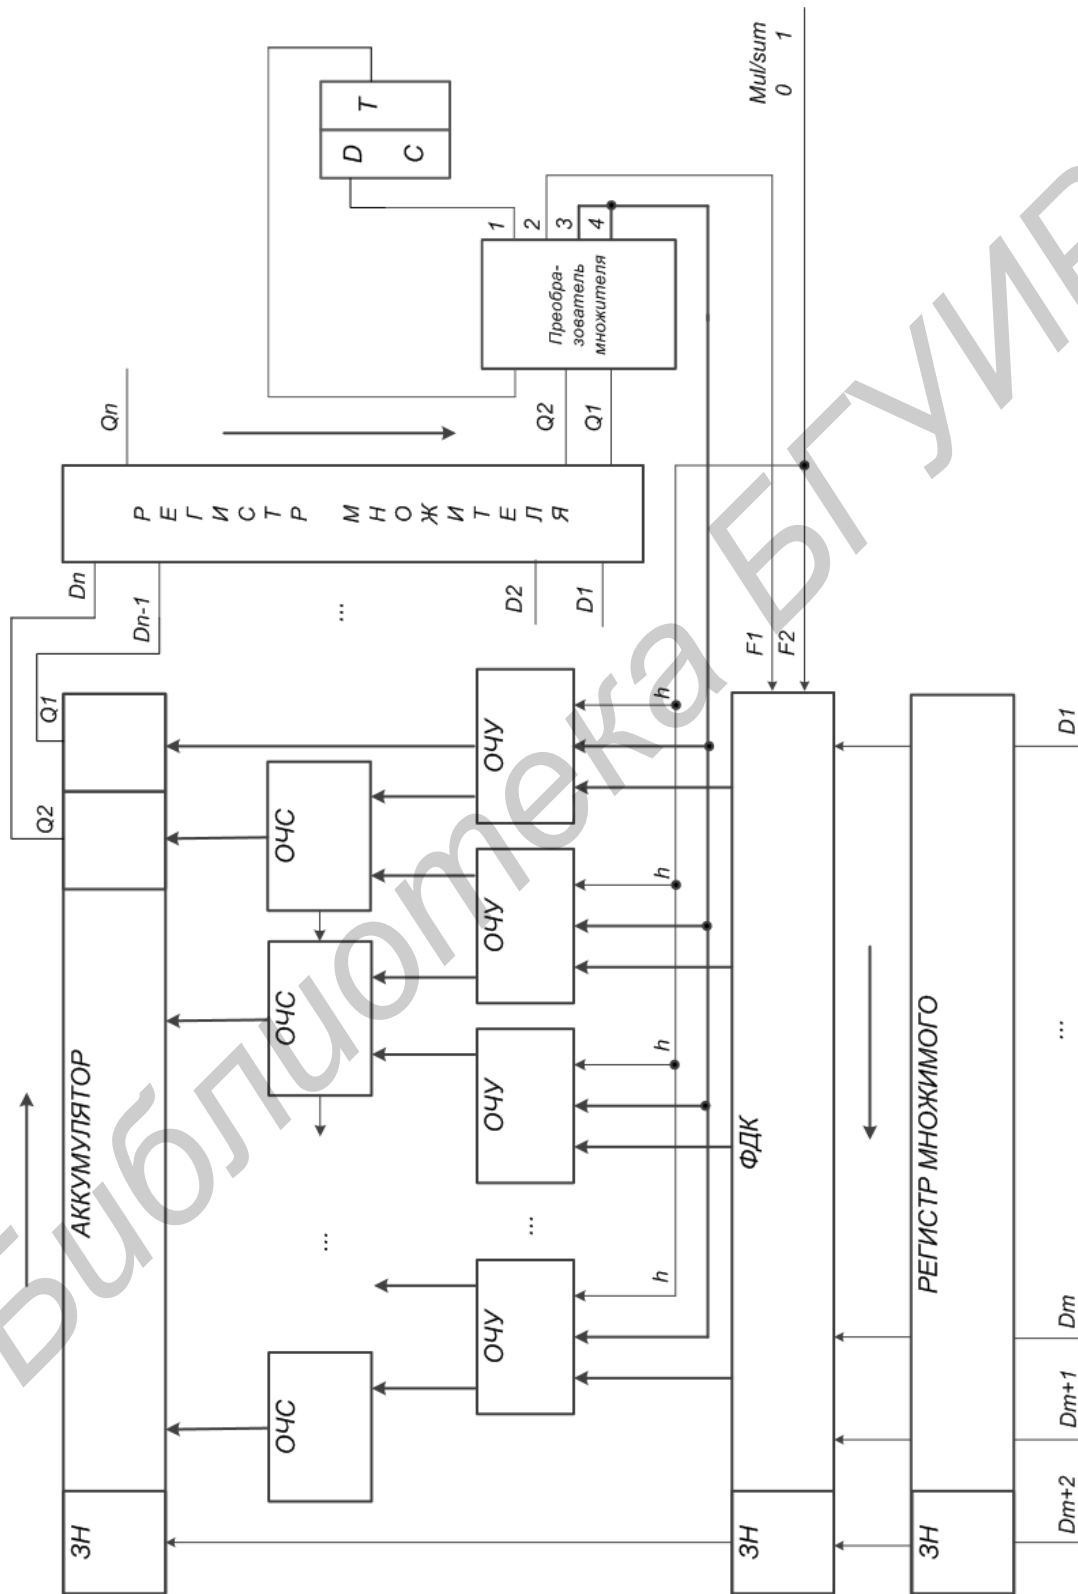 Mul/sum
0 1
T
D
C
1
2
3
4
Преобра-
зователь
множителя
Qn
Q2
Q1
РЕГИСТР МНОЖИТЕЛЯ
Dn
Dn-1
...
D2
D1
Q1
Q2
АККУМУЛЯТОР
ЗН
ОЧС
ОЧС
...
ОЧС
ОЧУ
ОЧУ
ОЧУ
...
ОЧУ
h
h
h
h
F1
F2
ФДК
ЗН
РЕГИСТР МНОЖИМОГО
ЗН
D1
...
Dm
Dm+1
Dm+2
Библиотека БГУИР